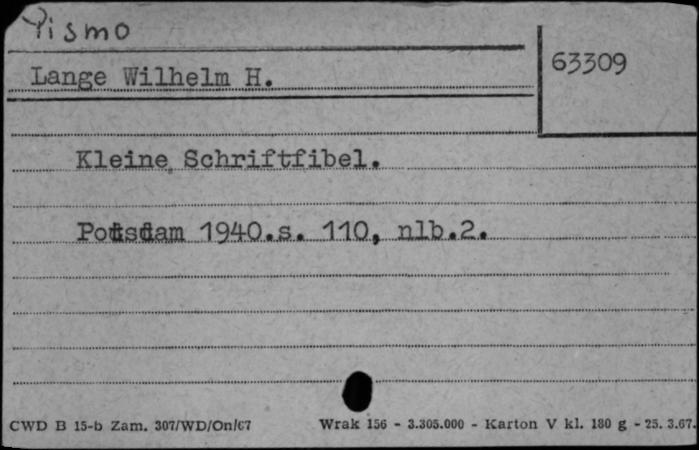 Pismo
63309
Lange Wilhelm H.
Kleine Schriftfibel.
Potsdam 1940.s. 110, nlb.2.
CWD B 15-b Zam. 307/WD/On/67 Wrak 156 - 3.305.000 - Karton V kl. 180 g - 25. 3.67.